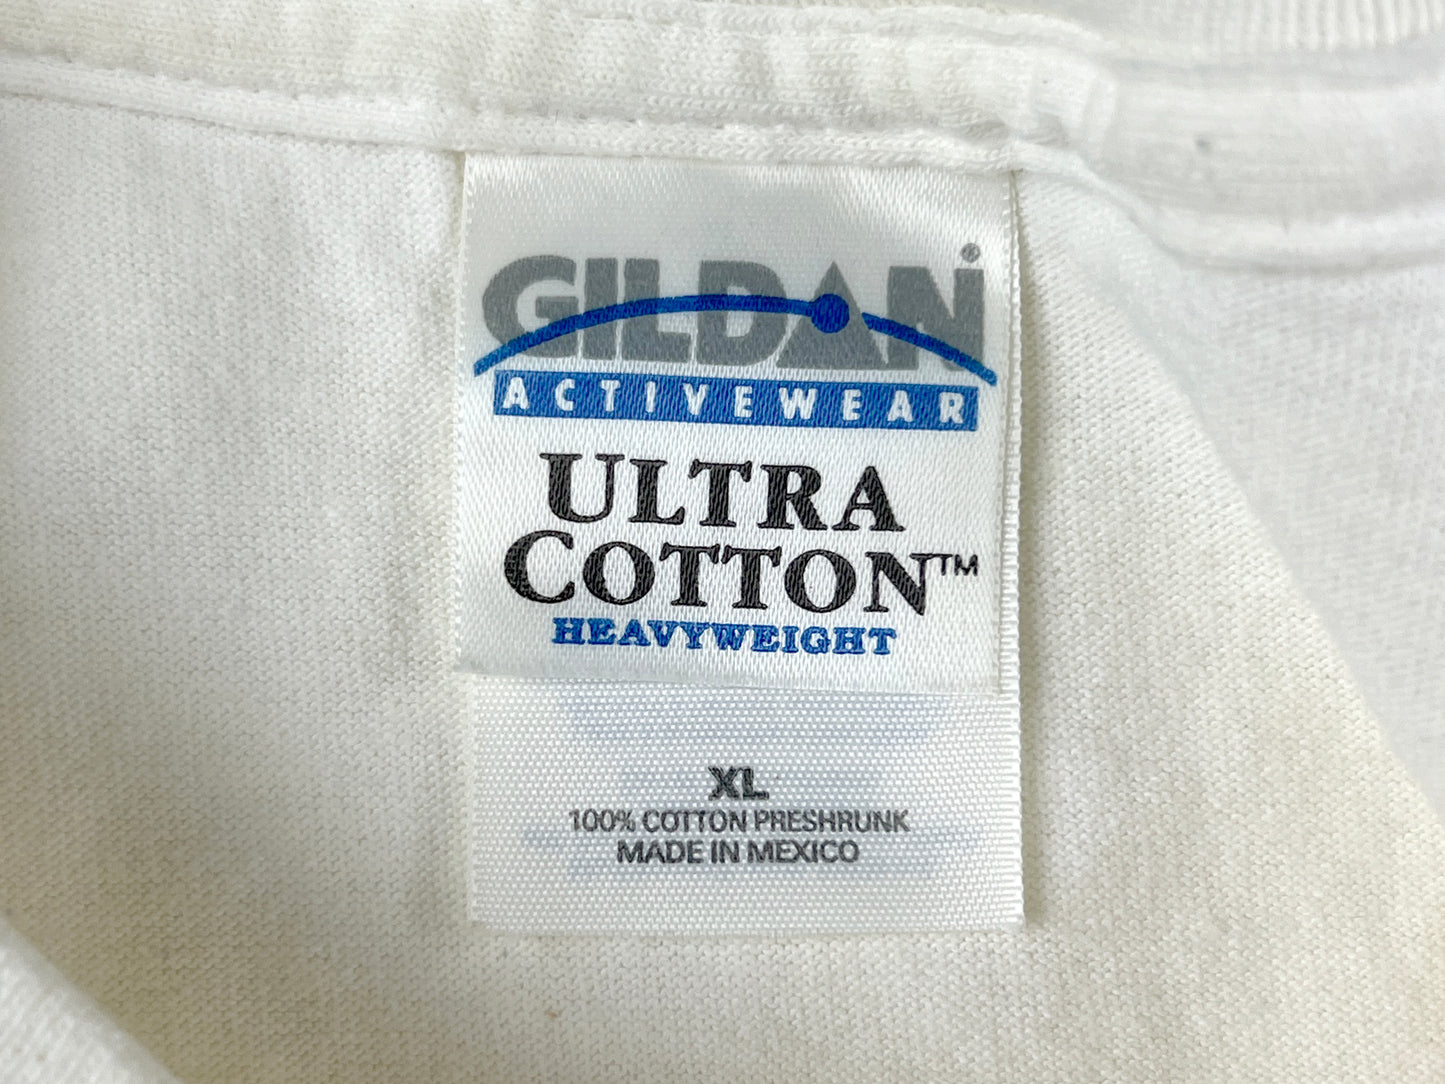 GILDAN®
ACTIVEWEAR
ULTRA
COTTON™
HEAVYWEIGHT
XL
100% COTTON PRESHRUNK
MADE IN MEXICO